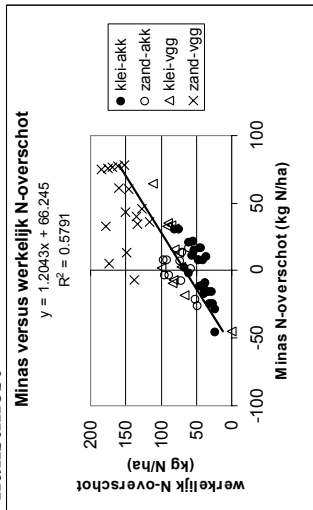 Minas versus werkelijk N-overschot
y = 1.2043x + 66.245
R² = 0.5791
werkelijk N-overschot
(kg N/ha)
200
150
100
50
0
-100
-50
0
50
100
Minas N-overschot (kg N/ha)
klei-akk
zand-akk
klei-vgg
zand-vgg